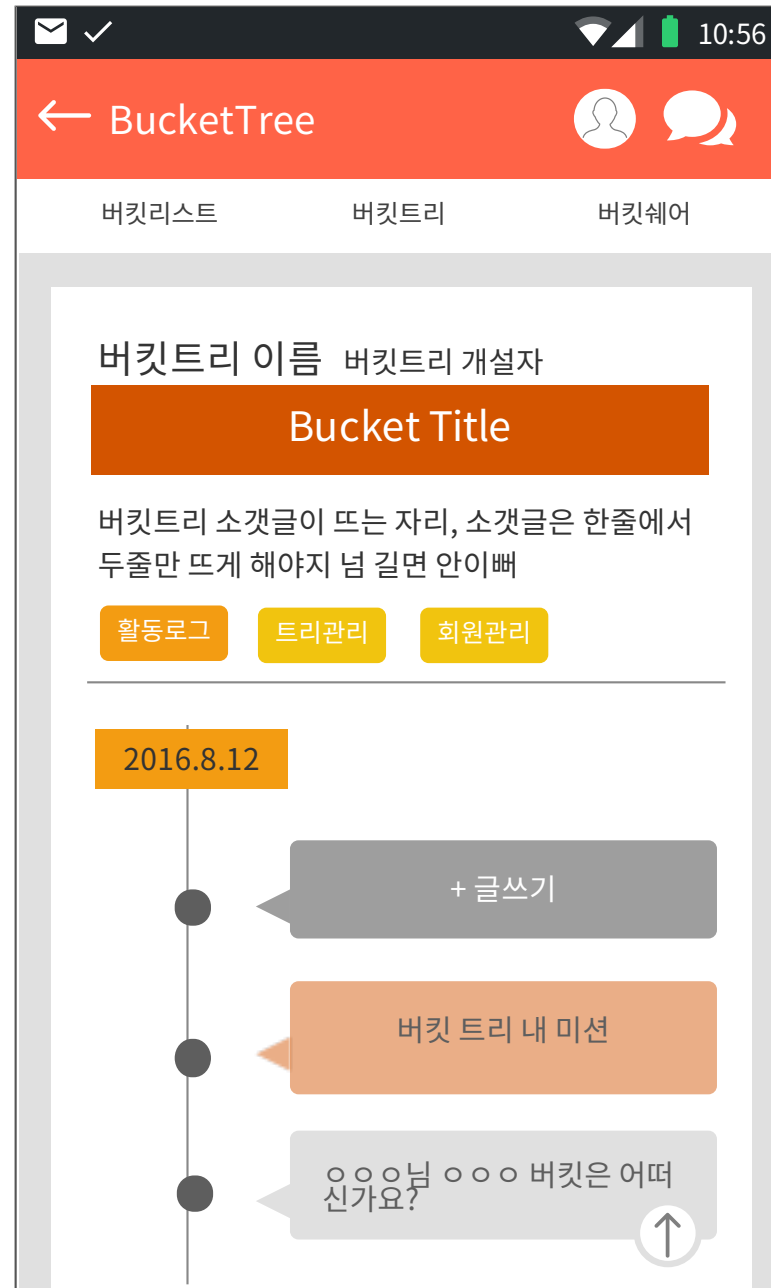 10:56
BucketTree
버킷리스트 버킷트리 버킷쉐어
버킷트리 이름 버킷트리 개설자
Bucket Title
버킷트리 소갯글이 뜨는 자리, 소갯글은 한줄에서
두줄만 뜨게 해야지 넘 길면 안이뻐
활동로그 트리관리 회원관리
2016.8.12
+ 글쓰기
버킷 트리 내 미션
ㅇㅇㅇ님 ㅇㅇㅇ 버킷은 어떠
신가요?